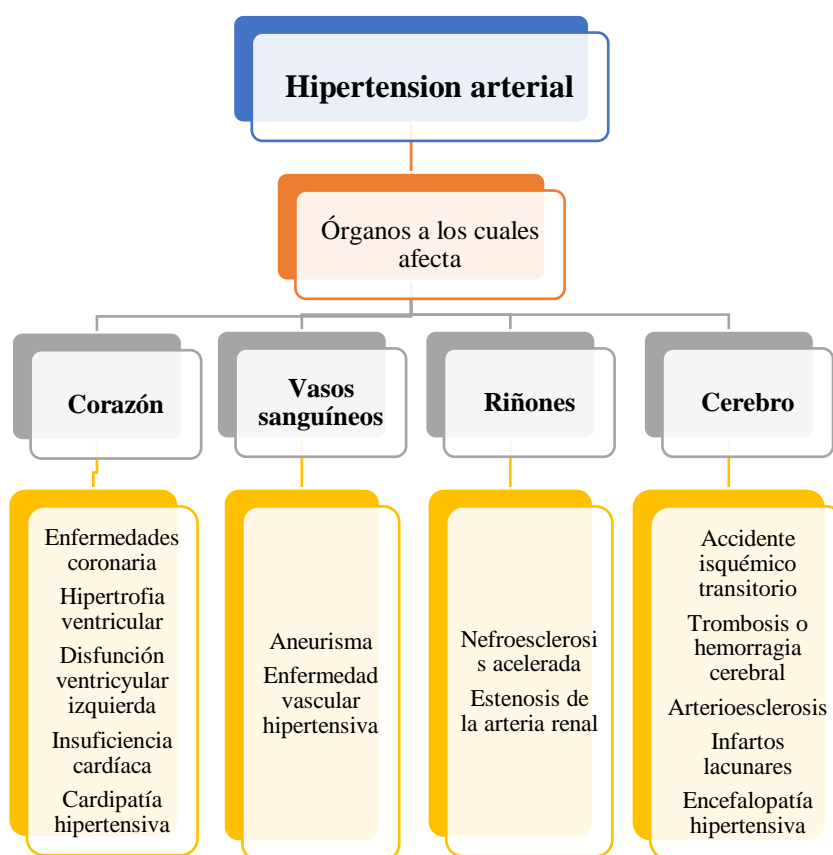 Hipertension arterial
Órganos a los cuales
afecta
Corazón
Vasos
sanguíneos
Riñones
Cerebro
Enfermedades
coronaria
Hipertrofia
ventricular
Disfunción
ventricyular
izquierda
Insuficiencia
cardíaca
Cardipatía
hipertensiva
Aneurisma
Enfermedad
vascular
hipertensiva
Nefroesclerosi
s acelerada
Estenosis de
la arteria renal
Accidente
isquémico
transitorio
Trombosis o
hemorragia
cerebral
Arterioesclerosis
Infartos
lacunares
Encefalopatía
hipertensiva